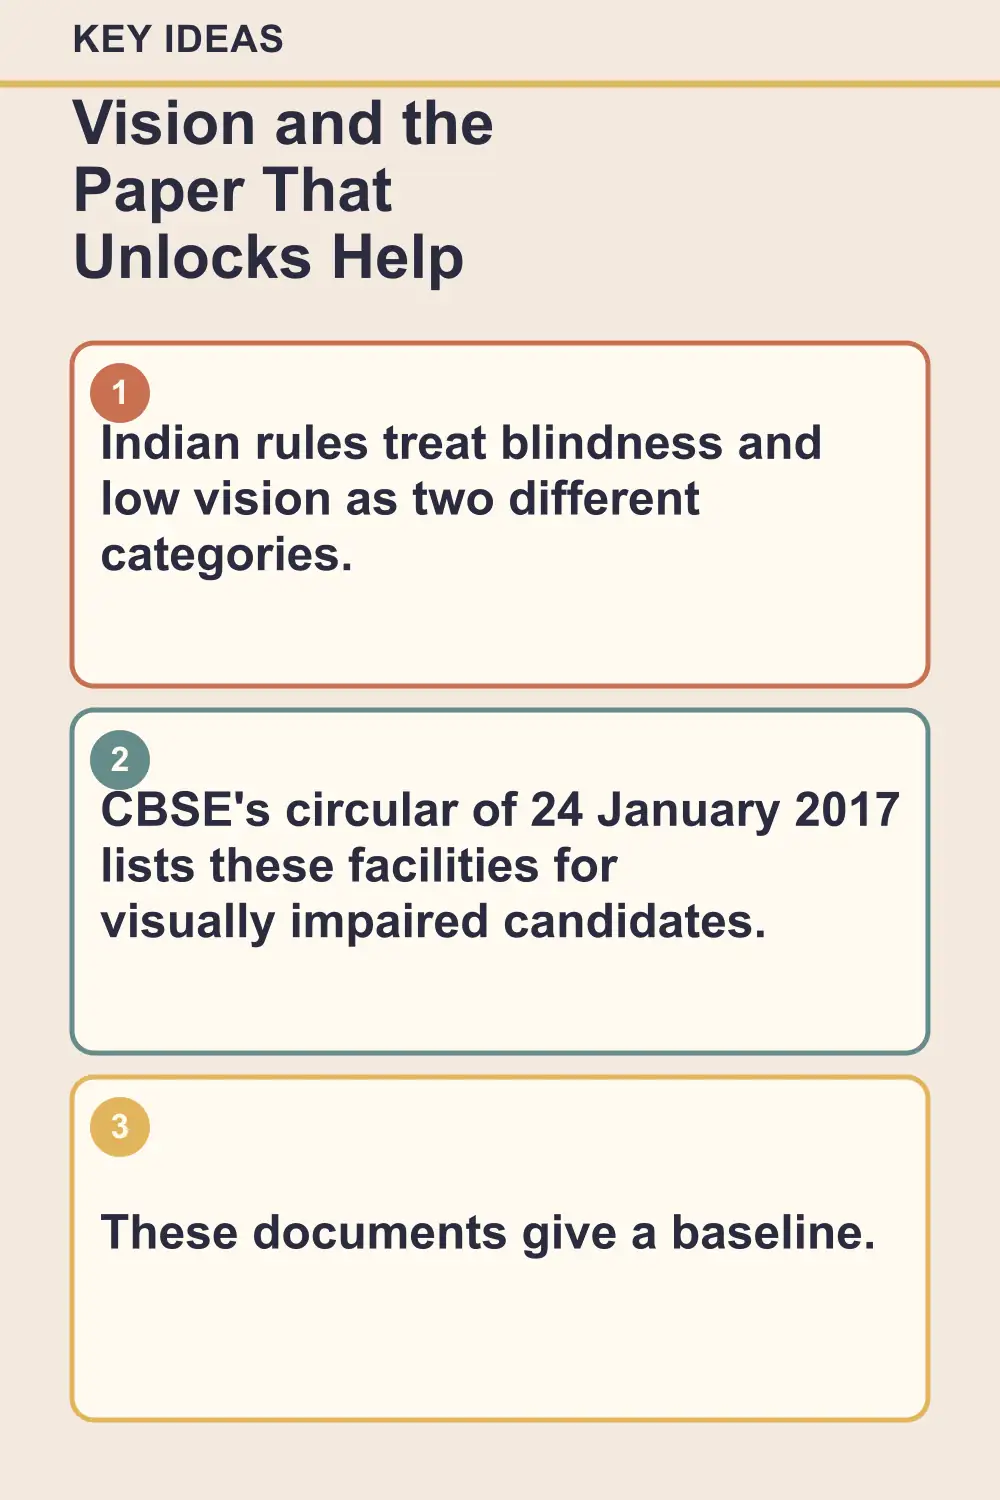 KEY IDEAS
Vision and the
Paper That
Unlocks Help
1
Indian rules treat blindness and
low vision as two different
categories.
2
CBSE's circular of 24 January 2017
lists these facilities for
visually impaired candidates.
3
These documents give a baseline.